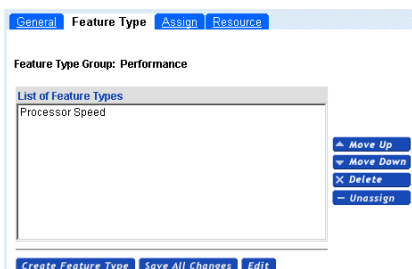 General Feature Type Assign Resource
Feature Type Group: Performance
List of Feature Types
Processor Speed
Move Up
Move Down
Delete
Unassign
Create Feature Type Save All Changes Edit